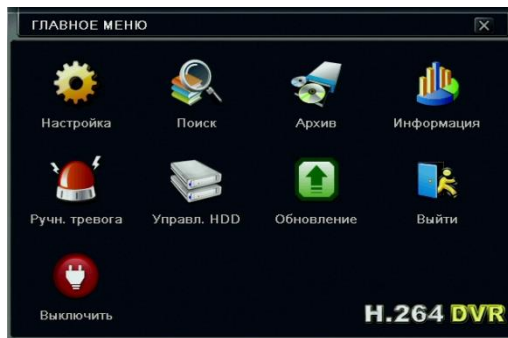 ГЛАВНОЕ МЕНЮ
Настройка Поиск Архив Информация
Ручн. тревога Управл. HDD Обновление Выйти
Выключить
H.264 DVR